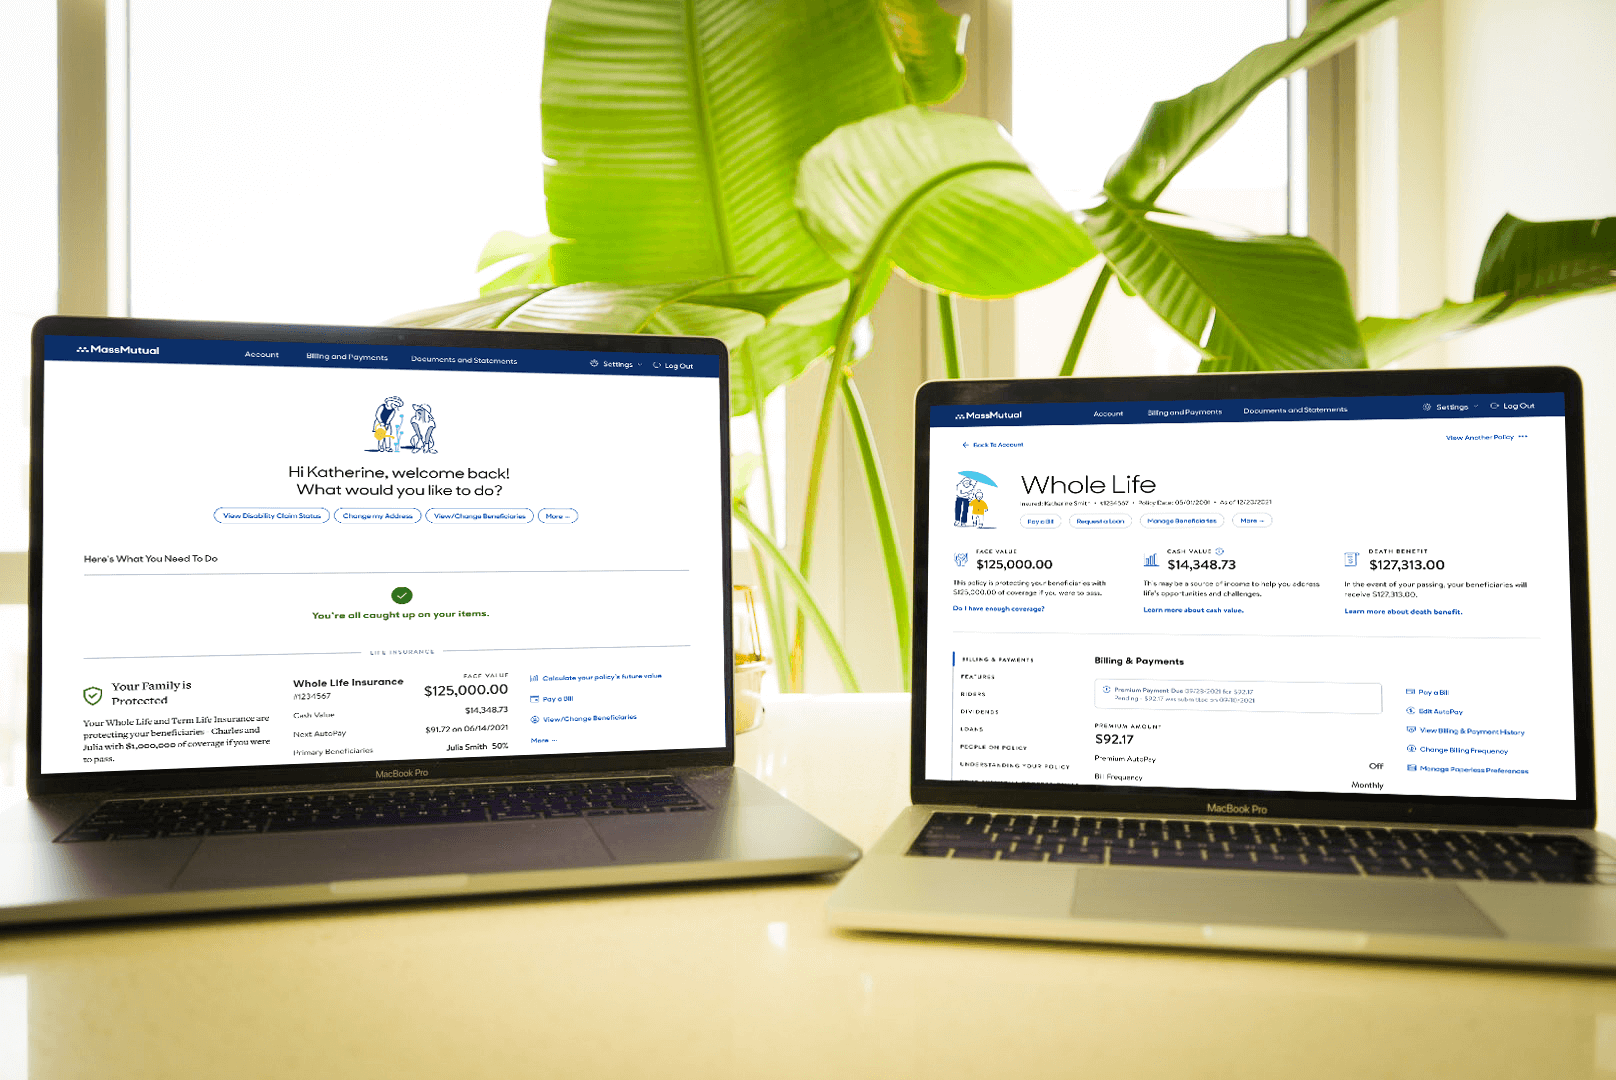 MassMutual
Account
Billing and Payments
Documents and Statements
Settings
Log Out
Hi Katherine, welcome back!
What would you like to do?
View Disability Claim Status
Change my Address
View/Change Beneficiaries
More
Here's What You Need To Do
You're all caught up on your items.
LIFE INSURANCE
Your Family is
Protected
Your Whole Life and Term Life Insurance are
protecting your beneficiaries Charles and
Julia with $1,000,000 of coverage if you were
to pass.
Whole Life Insurance
#1234567
FACE VALUE
$125,000.00
Cash Value
$14,348.73
Next AutoPay
$91.72 on 06/14/2021
Primary Beneficiaries
Julia Smith 50%
Calculate your policy's future value
Pay a Bill
View/Change Beneficiaries
More
MacBook Pro
MassMutual
Account
Billing and Payments
Documents and Statements
Settings
Log Out
Back To Account
View Another Policy
Whole Life
Insured: Katherine Smith • #1234567 • Policy Date: 05/01/2001 • As of 12/20/2021
Pay a Bill
Request a Loan
Manage Beneficiaries
More
FACE VALUE
$125,000.00
This policy is protecting your beneficiaries with
$125,000.00 of coverage if you were to pass.
Do I have enough coverage?
CASH VALUE
$14,348.73
This may be a source of income to help you address
life's opportunities and challenges.
Learn more about cash value.
DEATH BENEFIT
$127,313.00
In the event of your passing, your beneficiaries will
receive $127,313.00.
Learn more about death benefit.
BILLING & PAYMENTS
FEATURES
RIDERS
DIVIDENDS
LOANS
PEOPLE ON POLICY
UNDERSTANDING YOUR POLICY
Billing & Payments
Premium Payment Due 09/28/2021 for $92.17
Pending : $92.17 was submitted on 09/18/2021
PREMIUM AMOUNT
$92.17
Premium AutoPay
Off
Bill Frequency
Monthly
Pay a Bill
Edit AutoPay
View Billing & Payment History
Change Billing Frequency
Manage Paperless Preferences
MacBook Pro